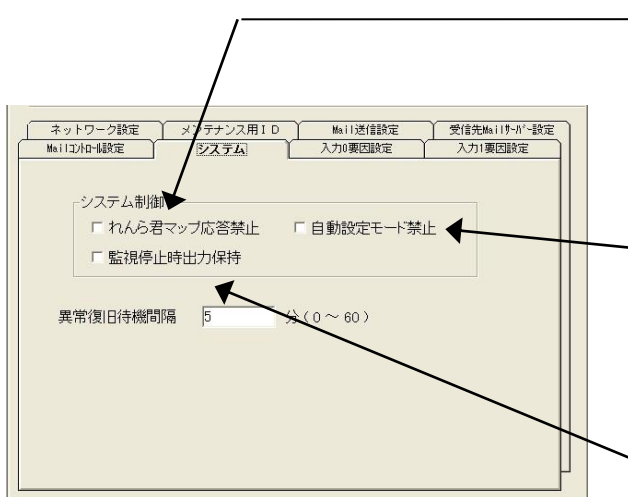 ネットワーク設定 メンテナンス用ID Mail送信設定 受信先Mailサーバー設定
Mailコントロール設定 システム 入力0要因設定 入力1要因設定
システム制御
れんら君マップ応答禁止 自動設定モード禁止
監視停止時出力保持
異常復旧待機間隔 5 分(0～60)